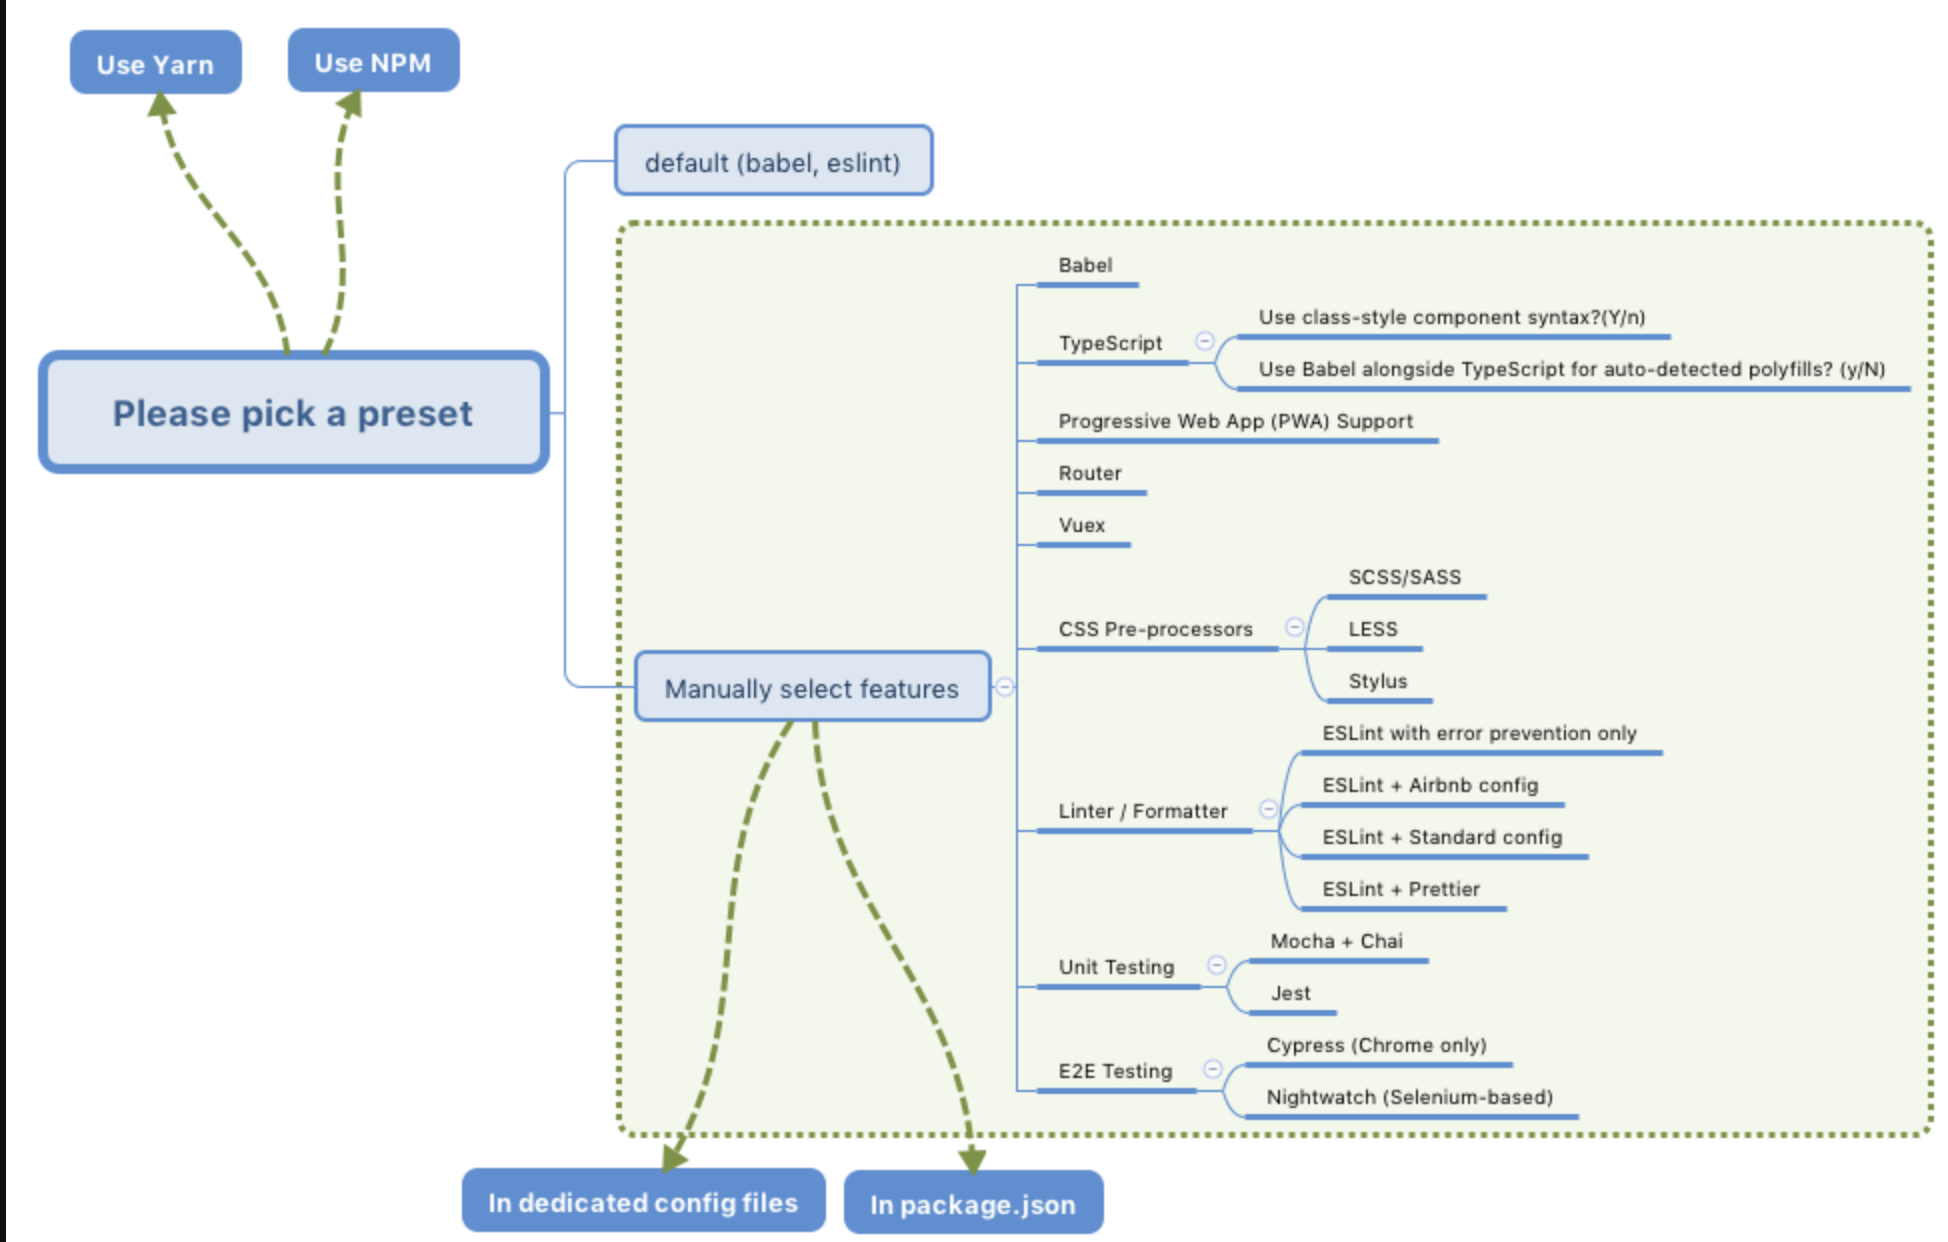 Use Yarn
Use NPM
default (babel, eslint)
Please pick a preset
Manually select features
Babel
TypeScript
Use class-style component syntax?(Y/n)
Use Babel alongside TypeScript for auto-detected polyfills? (y/N)
Progressive Web App (PWA) Support
Router
Vuex
CSS Pre-processors
SCSS/SASS
LESS
Stylus
Linter / Formatter
ESLint with error prevention only
ESLint + Airbnb config
ESLint + Standard config
ESLint + Prettier
Unit Testing
Mocha + Chai
Jest
E2E Testing
Cypress (Chrome only)
Nightwatch (Selenium-based)
In dedicated config files
In package.json